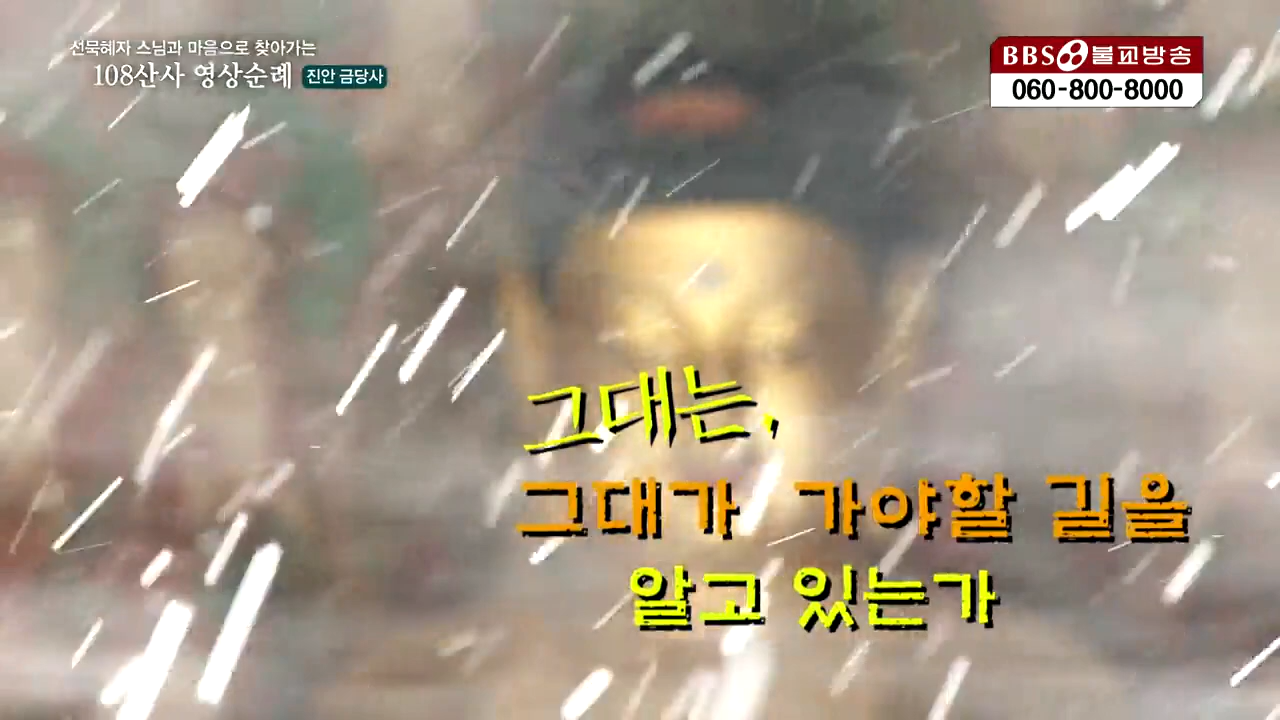 선묵혜자 스님과 마음으로 찾아가는
108산사 영상순례 진안 금당사
BBS 불교방송
060-800-8000
그대는,
그대가 가야할 길을
알고 있는가